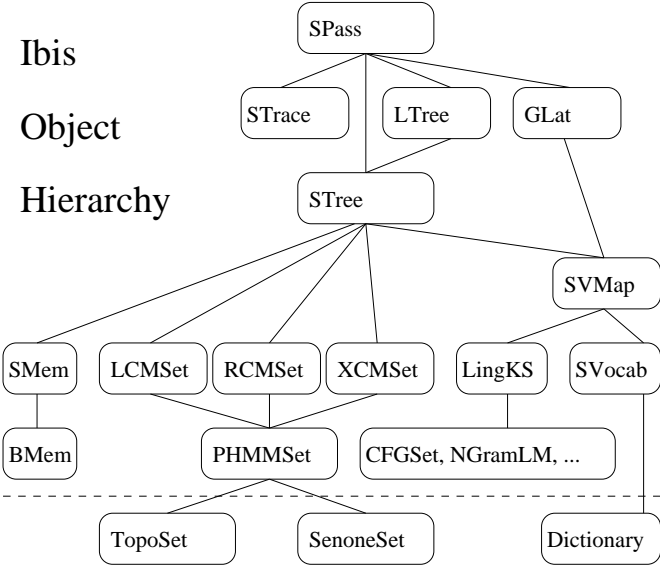 SPass
Ibis
STrace LTree GLat
Object
STree
Hierarchy
SVMap
SMem LCMSet RCMSet XCMSet LingKS SVocab
BMem PHMMSet CFGSet, NGramLM, ...
TopoSet SenoneSet Dictionary